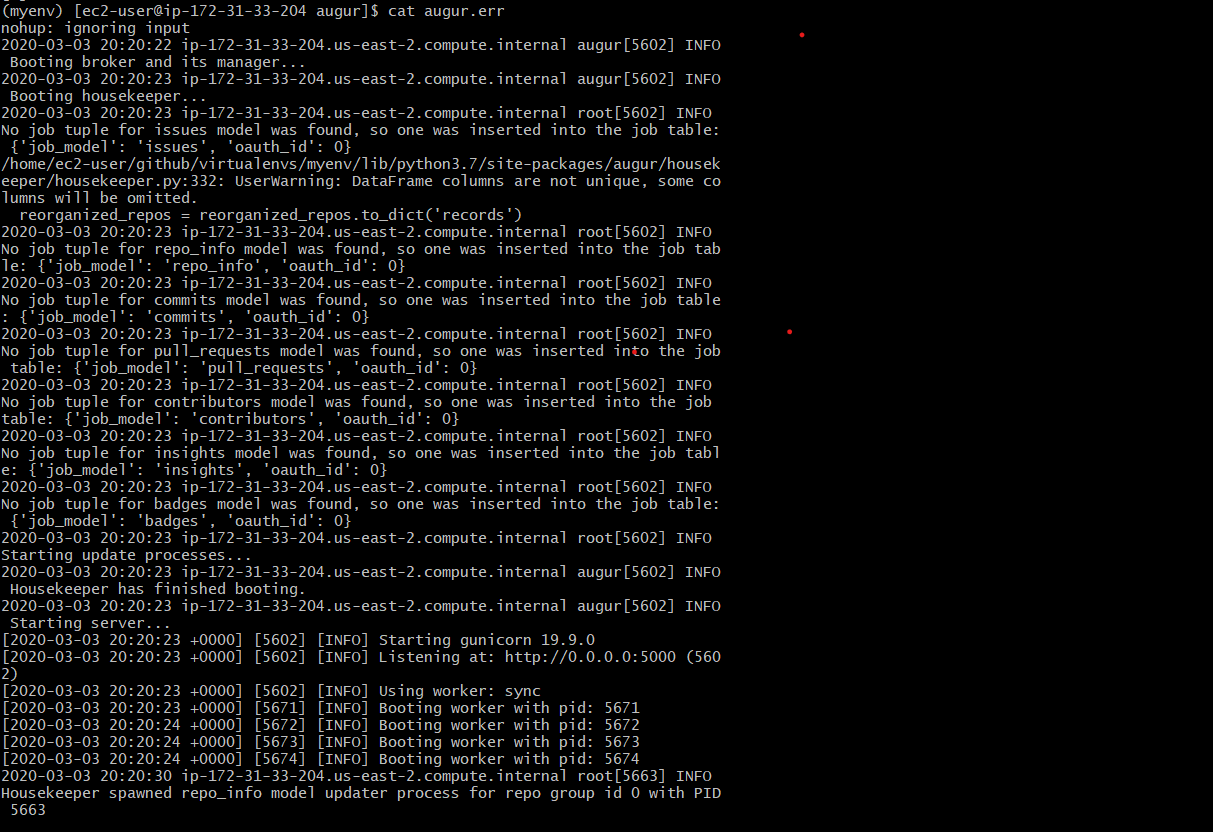 (myenv) [ec2-user@ip-172-31-33-204 augur]$ cat augur.err
nohup: ignoring input
2020-03-03 20:20:22 ip-172-31-33-204.us-east-2.compute.internal augur[5602] INFO
 Booting broker and its manager...
2020-03-03 20:20:23 ip-172-31-33-204.us-east-2.compute.internal augur[5602] INFO
 Booting housekeeper...
2020-03-03 20:20:23 ip-172-31-33-204.us-east-2.compute.internal root[5602] INFO
No job tuple for issues model was found, so one was inserted into the job table:
 {'job_model': 'issues', 'oauth_id': 0}
/home/ec2-user/github/virtualenvs/myenv/lib/python3.7/site-packages/augur/housek
eeper/housekeeper.py:332: UserWarning: DataFrame columns are not unique, some co
lumns will be omitted.
  reorganized_repos = reorganized_repos.to_dict('records')
2020-03-03 20:20:23 ip-172-31-33-204.us-east-2.compute.internal root[5602] INFO
No job tuple for repo_info model was found, so one was inserted into the job tab
le: {'job_model': 'repo_info', 'oauth_id': 0}
2020-03-03 20:20:23 ip-172-31-33-204.us-east-2.compute.internal root[5602] INFO
No job tuple for commits model was found, so one was inserted into the job table
: {'job_model': 'commits', 'oauth_id': 0}
2020-03-03 20:20:23 ip-172-31-33-204.us-east-2.compute.internal root[5602] INFO
No job tuple for pull_requests model was found, so one was inserted into the job
 table: {'job_model': 'pull_requests', 'oauth_id': 0}
2020-03-03 20:20:23 ip-172-31-33-204.us-east-2.compute.internal root[5602] INFO
No job tuple for contributors model was found, so one was inserted into the job
table: {'job_model': 'contributors', 'oauth_id': 0}
2020-03-03 20:20:23 ip-172-31-33-204.us-east-2.compute.internal root[5602] INFO
No job tuple for insights model was found, so one was inserted into the job tabl
e: {'job_model': 'insights', 'oauth_id': 0}
2020-03-03 20:20:23 ip-172-31-33-204.us-east-2.compute.internal root[5602] INFO
No job tuple for badges model was found, so one was inserted into the job table:
 {'job_model': 'badges', 'oauth_id': 0}
2020-03-03 20:20:23 ip-172-31-33-204.us-east-2.compute.internal root[5602] INFO
Starting update processes...
2020-03-03 20:20:23 ip-172-31-33-204.us-east-2.compute.internal augur[5602] INFO
 Housekeeper has finished booting.
2020-03-03 20:20:23 ip-172-31-33-204.us-east-2.compute.internal augur[5602] INFO
 Starting server...
[2020-03-03 20:20:23 +0000] [5602] [INFO] Starting gunicorn 19.9.0
[2020-03-03 20:20:23 +0000] [5602] [INFO] Listening at: http://0.0.0.0:5000 (560
2)
[2020-03-03 20:20:23 +0000] [5602] [INFO] Using worker: sync
[2020-03-03 20:20:23 +0000] [5671] [INFO] Booting worker with pid: 5671
[2020-03-03 20:20:24 +0000] [5672] [INFO] Booting worker with pid: 5672
[2020-03-03 20:20:24 +0000] [5673] [INFO] Booting worker with pid: 5673
[2020-03-03 20:20:24 +0000] [5674] [INFO] Booting worker with pid: 5674
2020-03-03 20:20:30 ip-172-31-33-204.us-east-2.compute.internal root[5663] INFO
Housekeeper spawned repo_info model updater process for repo group id 0 with PID
 5663